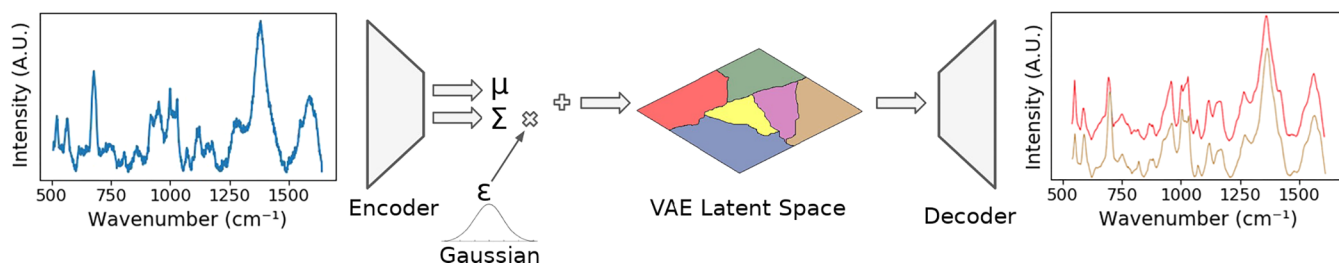 Intensity (A.U.)
500 750 1000 1250 1500
Wavenumber (cm⁻¹)
Encoder
μ
Σ
ε
Gaussian
VAE Latent Space
Decoder
Intensity (A.U.)
500 750 1000 1250 1500
Wavenumber (cm⁻¹)